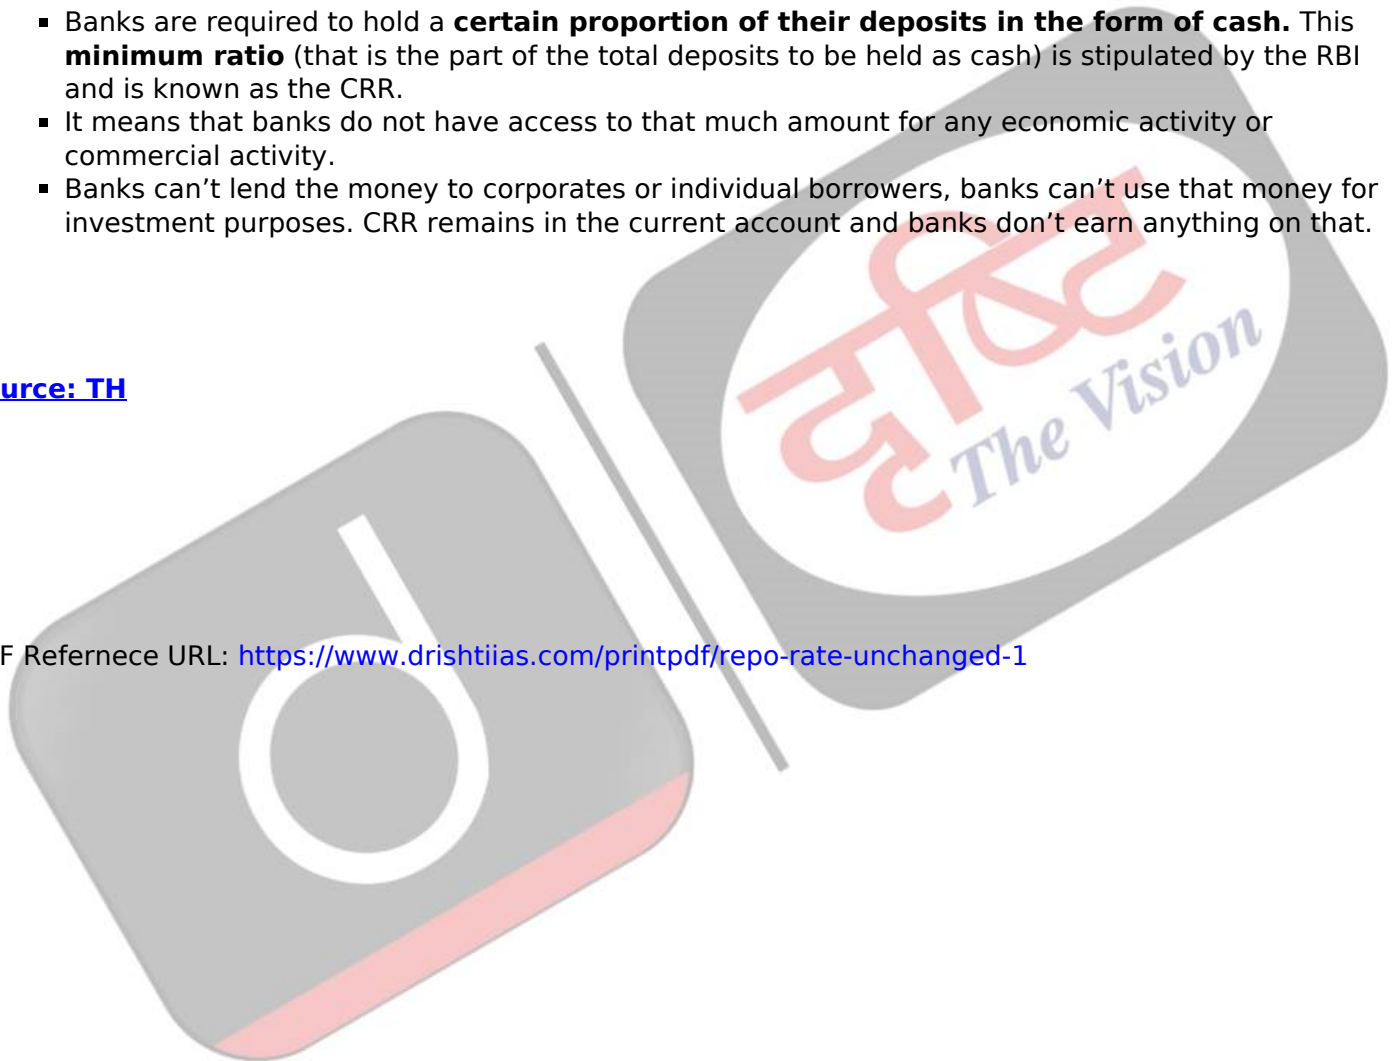 ▪ Banks are required to hold a certain proportion of their deposits in the form of cash. This
minimum ratio (that is the part of the total deposits to be held as cash) is stipulated by the RBI
and is known as the CRR.
▪ It means that banks do not have access to that much amount for any economic activity or
commercial activity.
▪ Banks can’t lend the money to corporates or individual borrowers, banks can’t use that money for
investment purposes. CRR remains in the current account and banks don’t earn anything on that.
दृष्टि
The Vision
urce: TH
d
F Refernece URL: https://www.drishtiias.com/printpdf/repo-rate-unchanged-1